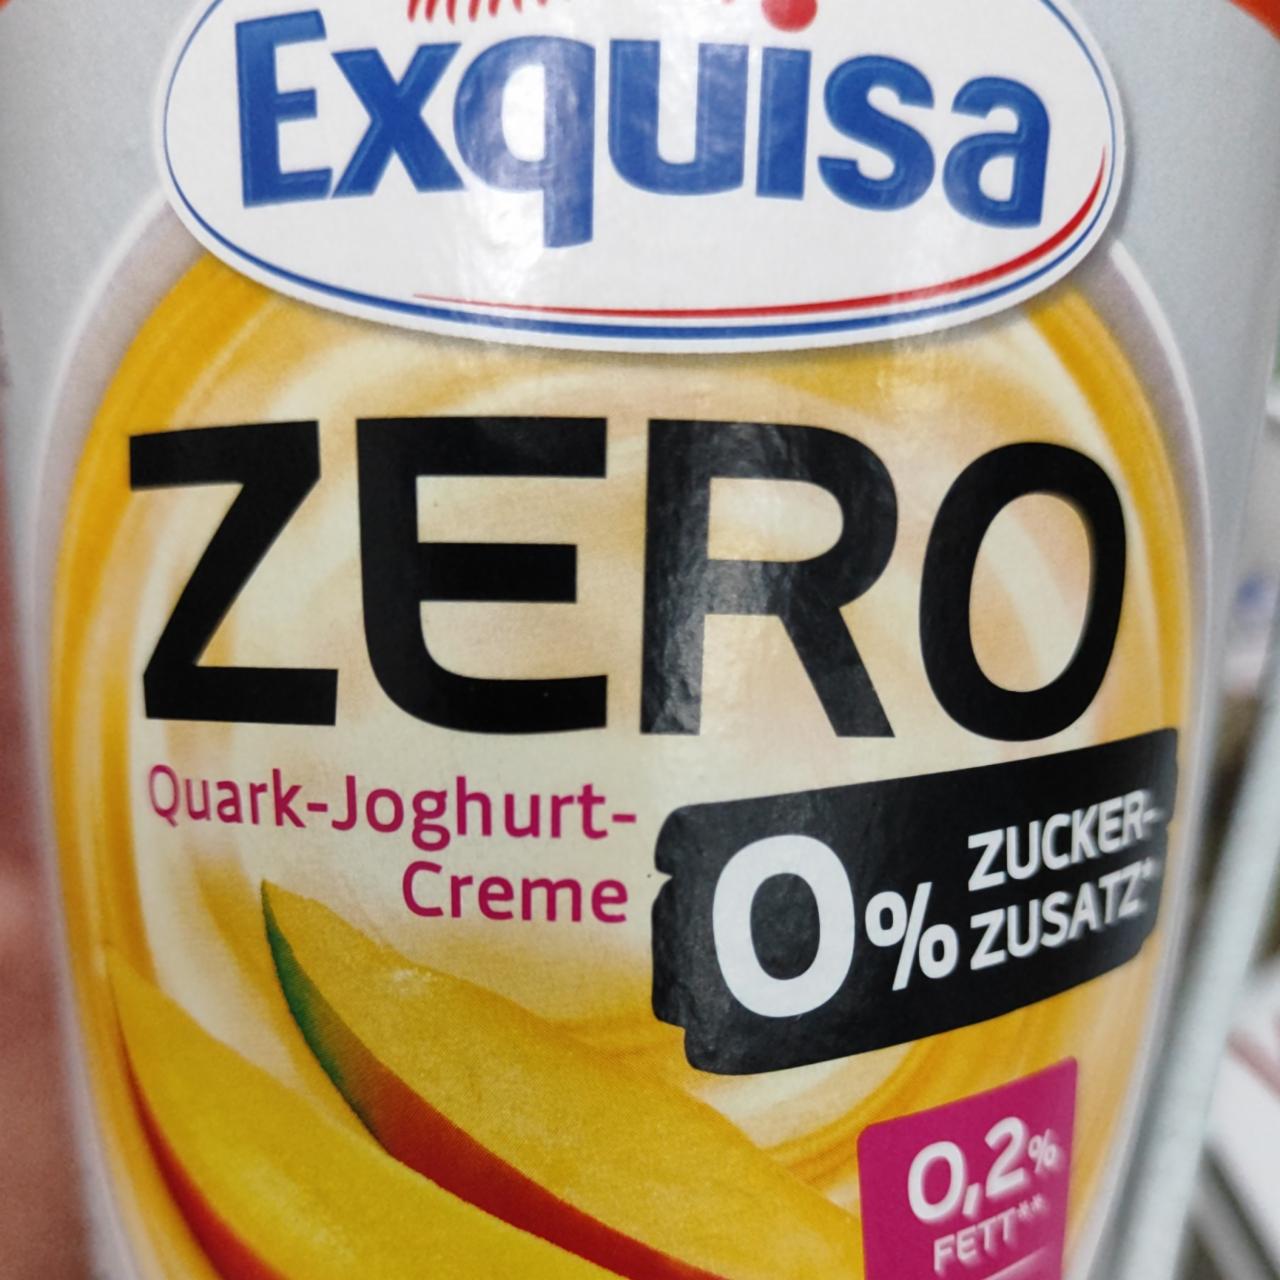 Exquisa
ZERO
Quark-Joghurt-
Creme
0% ZUCKER-
ZUSATZ*
0,2%
FETT**